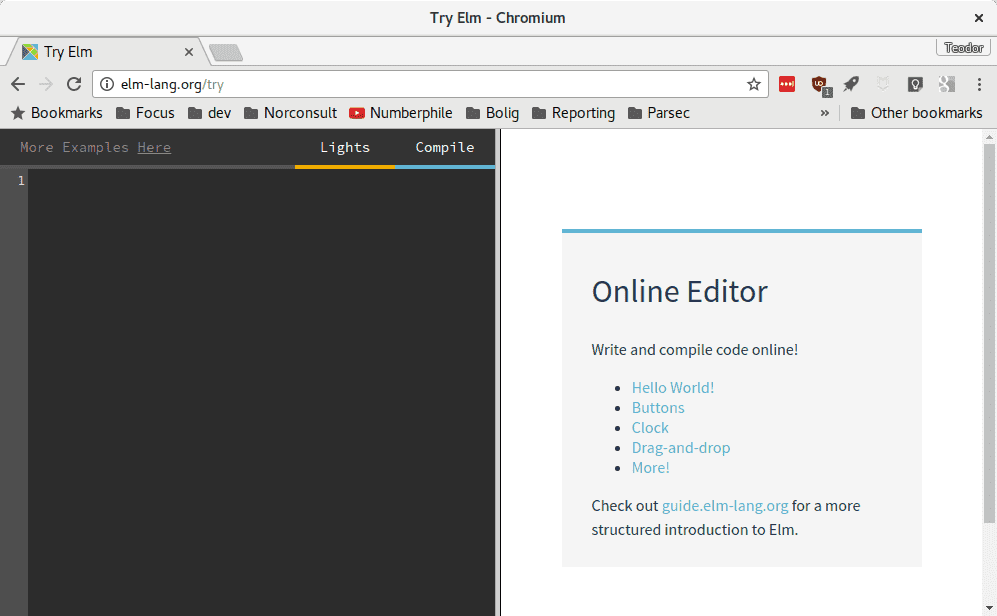 Try Elm - Chromium
Try Elm
Teodor
elm-lang.org/try
1
Bookmarks Focus dev Norconsult Numberphile Bolig Reporting Parsec » Other bookmarks
More Examples Here Lights Compile
1
Online Editor
Write and compile code online!
Hello World!
Buttons
Clock
Drag-and-drop
More!
Check out guide.elm-lang.org for a more
structured introduction to Elm.